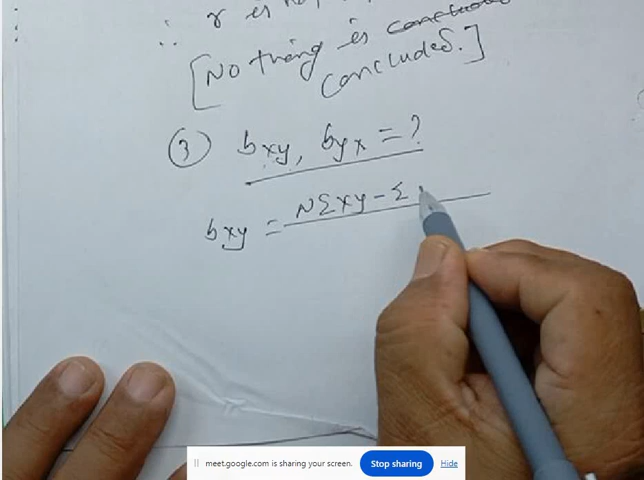 ∴ r is
[No thing is concluded.]
③ bxy, byx = ?
bxy = NΣxy - Σ
meet.google.com is sharing your screen. Stop sharing Hide